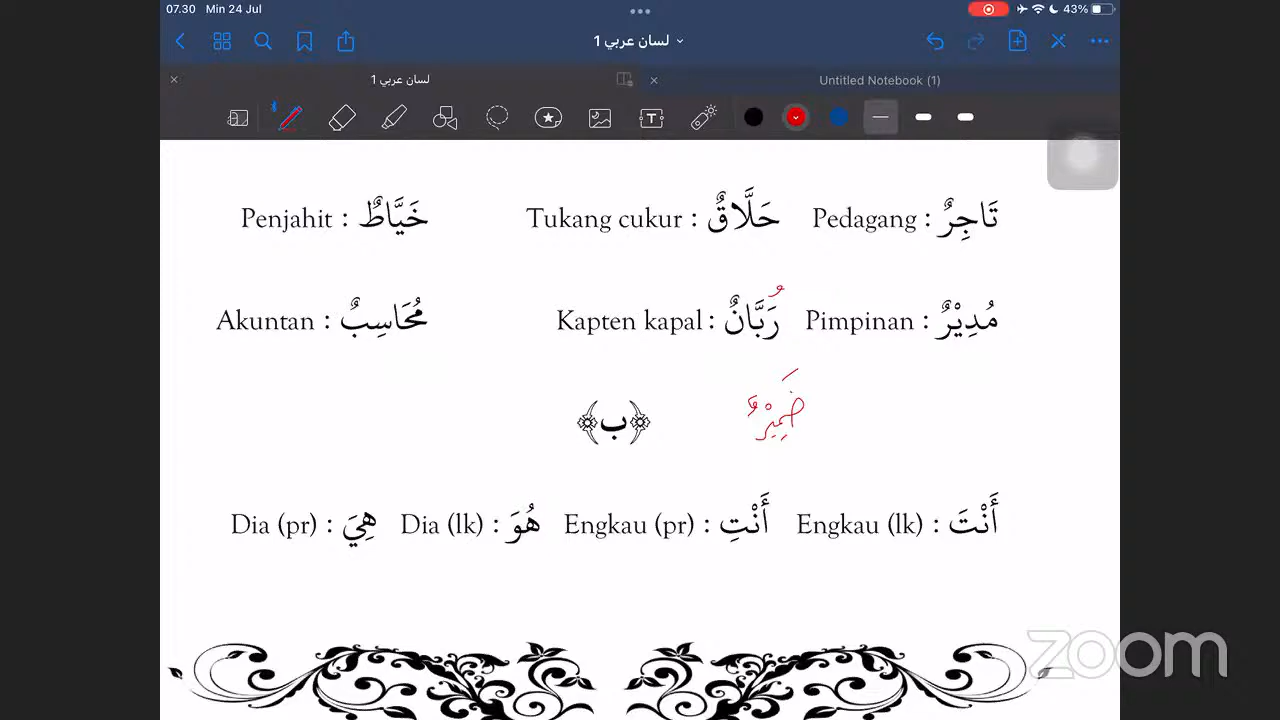 07.30 Min 24 Jul
43%
لسان عربي 1
لسان عربي 1
Untitled Notebook (1)
تَاجِرٌ : Pedagang حَلَّاقٌ : Tukang cukur خَيَّاطٌ : Penjahit
مُدِيْرٌ : Pimpinan رَبَّانٌ : Kapten kapal مُحَاسِبٌ : Akuntan
﴿ب﴾
ضَمِيْرٌ
أَنْتَ : Engkau (lk) أَنْتِ : Engkau (pr) هُوَ : Dia (lk) هِيَ : Dia (pr)
zoom